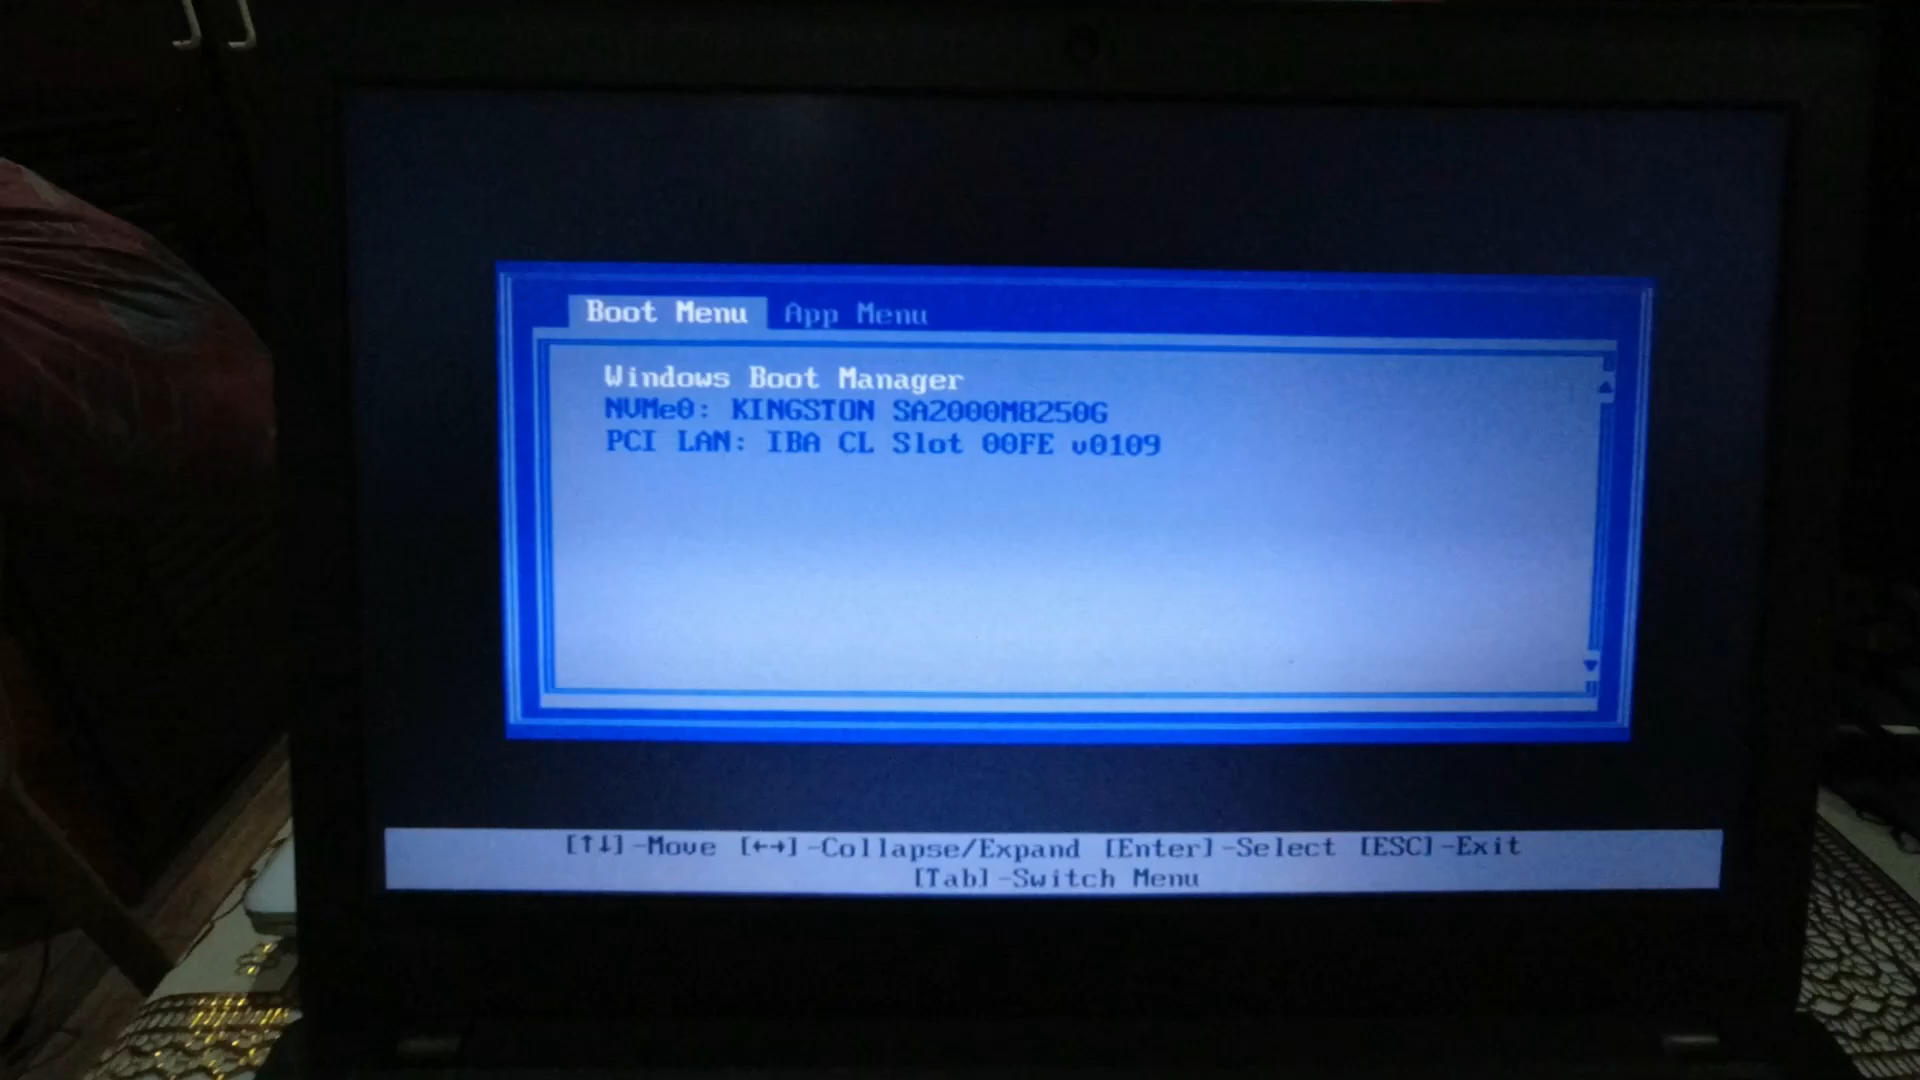 Boot Menu App Menu
Windows Boot Manager
NVMe0: KINGSTON SA2000M8250G
PCI LAN: IBA CL Slot 00FE v0109
[↑↓]-Move [←→]-Collapse/Expand [Enter]-Select [ESC]-Exit
[Tab]-Switch Menu